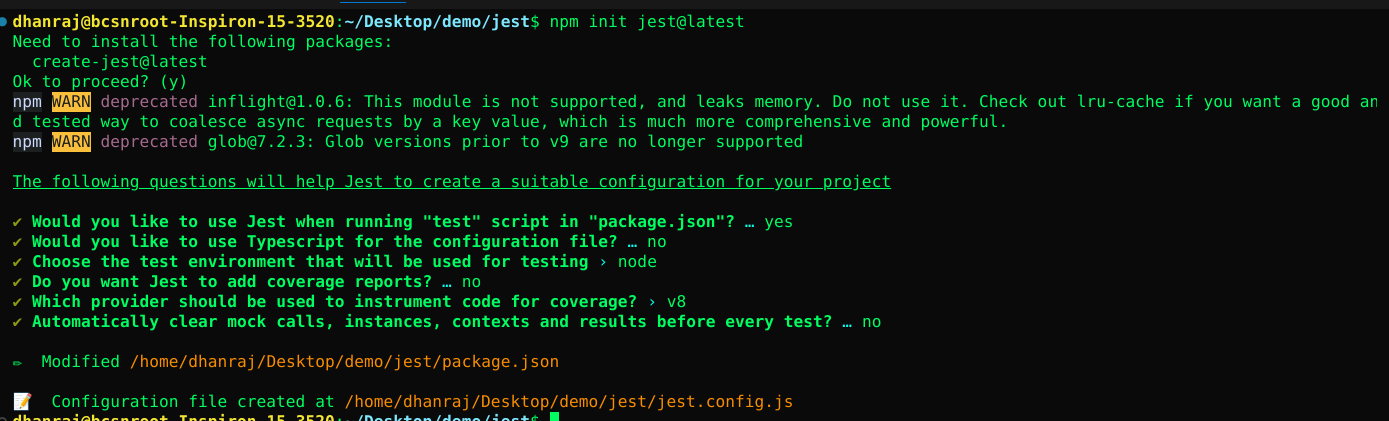 dhanraj@bcsnroot-Inspiron-15-3520:~/Desktop/demo/jest$ npm init jest@latest
Need to install the following packages:
  create-jest@latest
Ok to proceed? (y)
npm WARN deprecated inflight@1.0.6: This module is not supported, and leaks memory. Do not use it. Check out lru-cache if you want a good an
d tested way to coalesce async requests by a key value, which is much more comprehensive and powerful.
npm WARN deprecated glob@7.2.3: Glob versions prior to v9 are no longer supported
The following questions will help Jest to create a suitable configuration for your project
✔ Would you like to use Jest when running "test" script in "package.json"? … yes
✔ Would you like to use Typescript for the configuration file? … no
✔ Choose the test environment that will be used for testing › node
✔ Do you want Jest to add coverage reports? … no
✔ Which provider should be used to instrument code for coverage? › v8
✔ Automatically clear mock calls, instances, contexts and results before every test? … no
✏  Modified /home/dhanraj/Desktop/demo/jest/package.json
📝  Configuration file created at /home/dhanraj/Desktop/demo/jest/jest.config.js
dhanraj@bcsnroot-Inspiron-15-3520:~/Desktop/demo/jest$